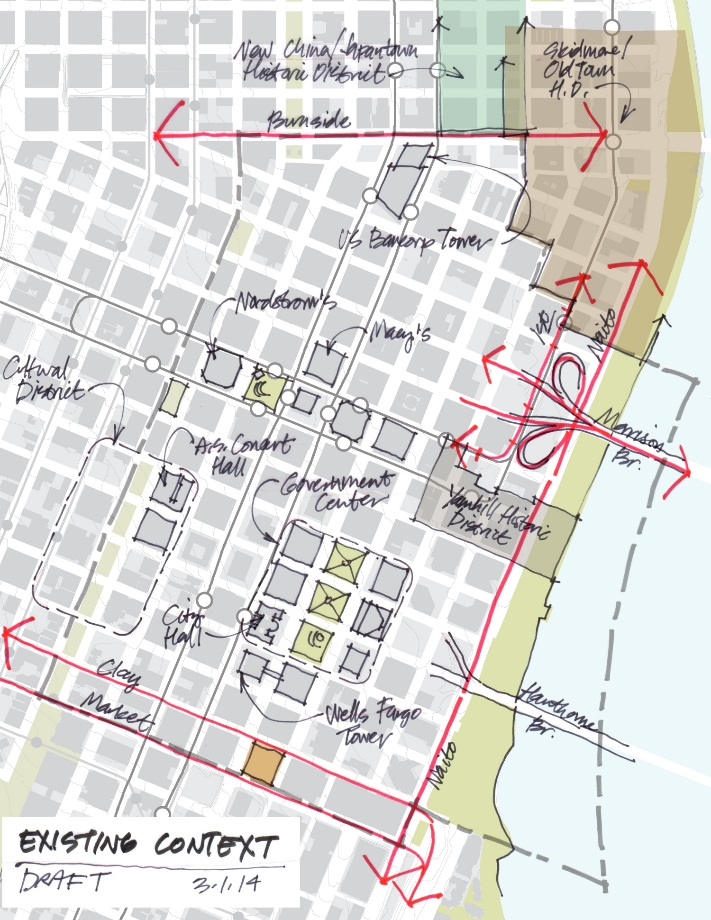 New China/Japantown
Historic District
Skidmore/
Old Town
H.D.
Burnside
US Bancorp Tower
Nordstrom's
Macy's
Naito
Cultural
District
Morrison
Br.
A.S. Concert
Hall
Government
Center
Yamhill Historic
District
City
Hall
Clay
Market
Wells Fargo
Tower
Hawthorne
Br.
Naito
EXISTING CONTEXT
DRAFT 3.1.14